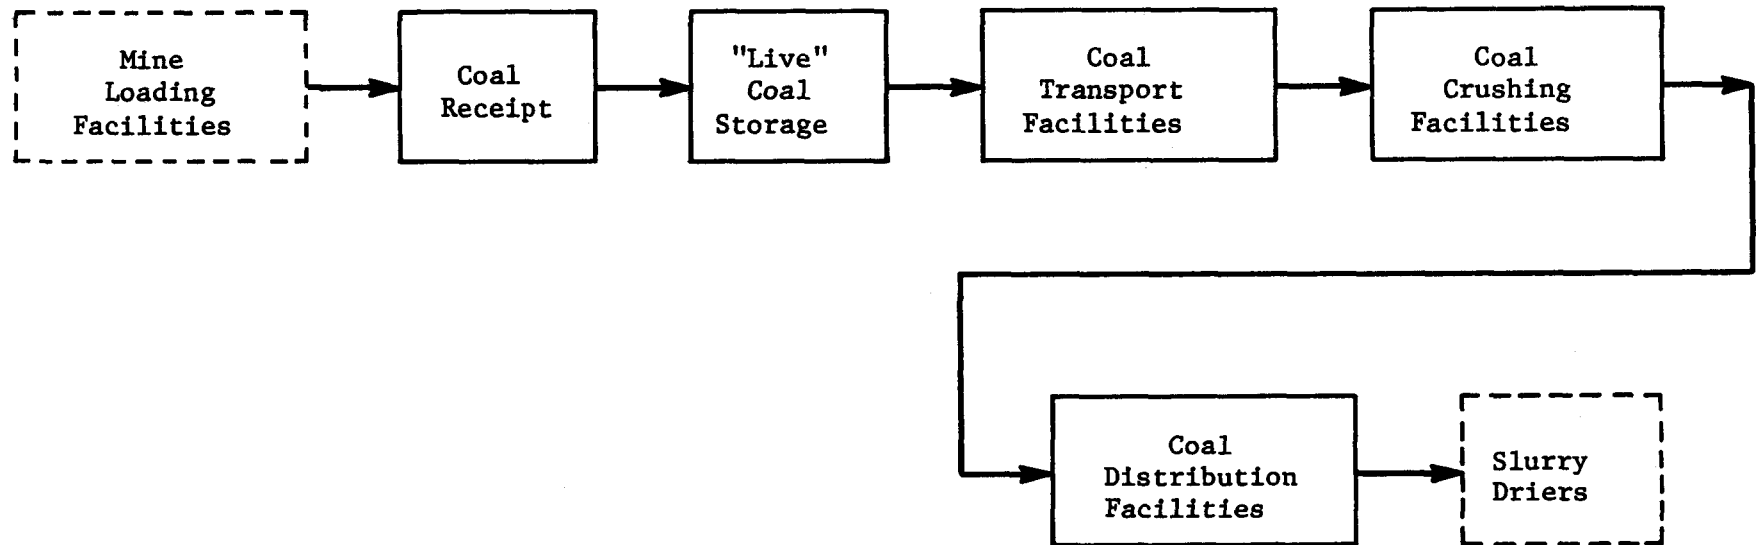 Mine
Loading
Facilities
Coal
Receipt
"Live"
Coal
Storage
Coal
Transport
Facilities
Coal
Crushing
Facilities
Coal
Distribution
Facilities
Slurry
Driers